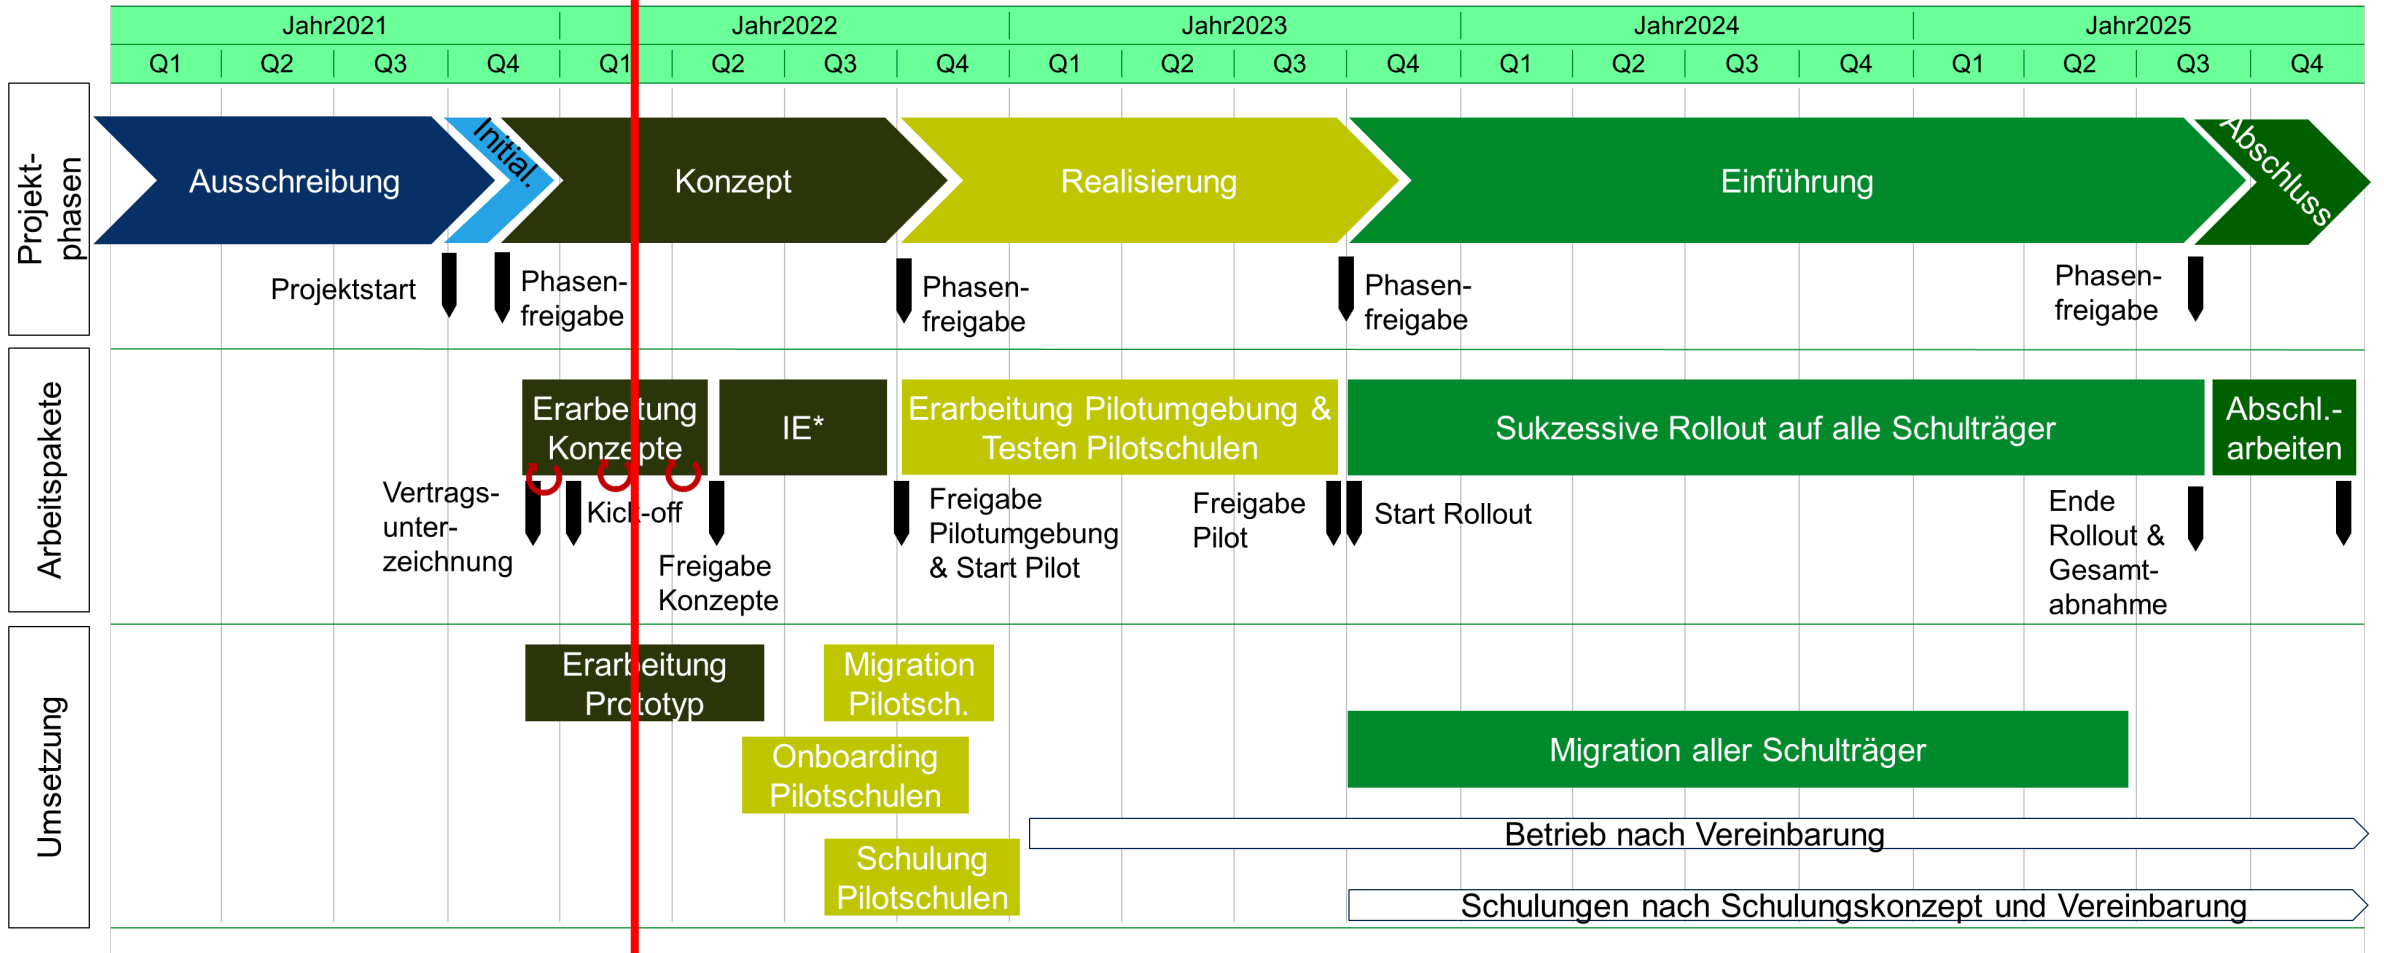 Jahr2021
Jahr2022
Jahr2023
Jahr2024
Jahr2025
Q1
Q2
Q3
Q4
Q1
Q2
Q3
Q4
Q1
Q2
Q3
Q4
Q1
Q2
Q3
Q4
Q1
Q2
Q3
Q4
Projekt-
phasen
Ausschreibung
Initial.
Konzept
Realisierung
Einführung
Abschluss
Projektstart
Phasen-
freigabe
Phasen-
freigabe
Phasen-
freigabe
Phasen-
freigabe
Arbeitspakete
Erarbeitung
Konzepte
IE*
Erarbeitung Pilotumgebung &
Testen Pilotschulen
Sukzessive Rollout auf alle Schulträger
Abschl.-
arbeiten
Vertrags-
unter-
zeichnung
Kick-off
Freigabe
Konzepte
Freigabe
Pilotumgebung
& Start Pilot
Freigabe
Pilot
Start Rollout
Ende
Rollout &
Gesamt-
abnahme
Umsetzung
Erarbeitung
Prototyp
Migration
Pilotsch.
Onboarding
Pilotschulen
Schulung
Pilotschulen
Migration aller Schulträger
Betrieb nach Vereinbarung
Schulungen nach Schulungskonzept und Vereinbarung